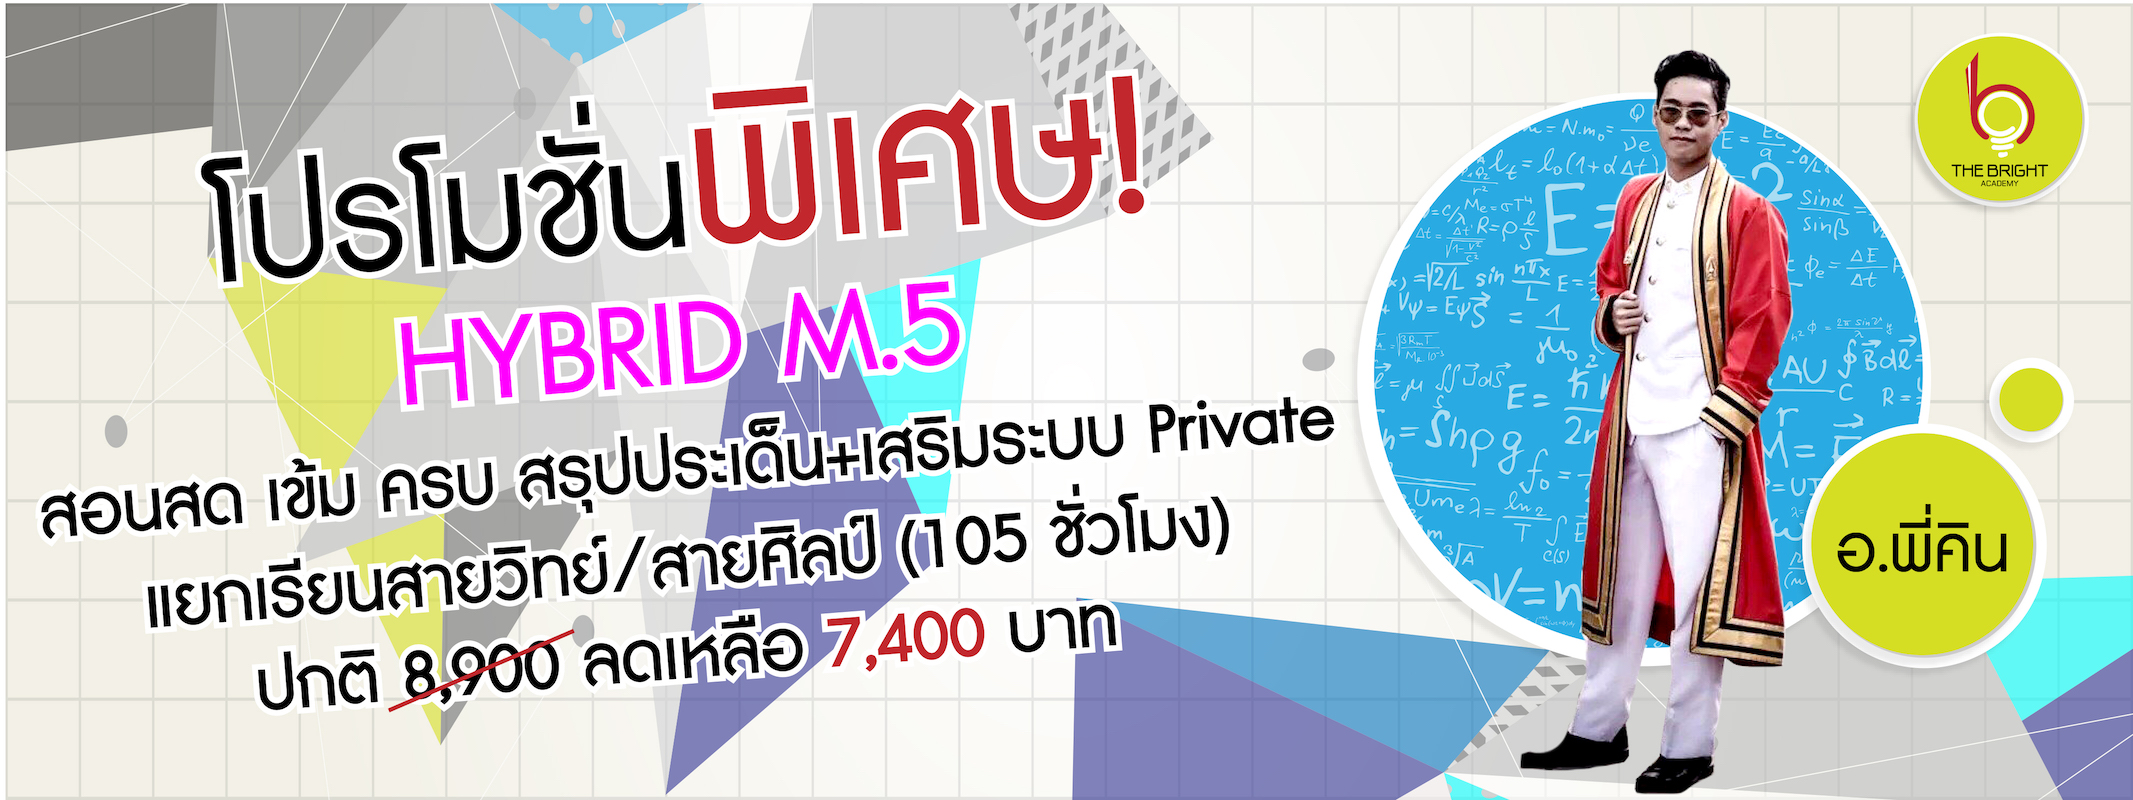 โปรโมชั่นพิเศษ!
HYBRID M.5
สอนสด เข้ม ครบ สรุปประเด็น+เสริมระบบ Private
แยกเรียนสายวิทย์/สายศิลป์ (105 ชั่วโมง)
ปกติ 8,900 ลดเหลือ 7,400 บาท
THE BRIGHT
ACADEMY
อ.พี่คิน